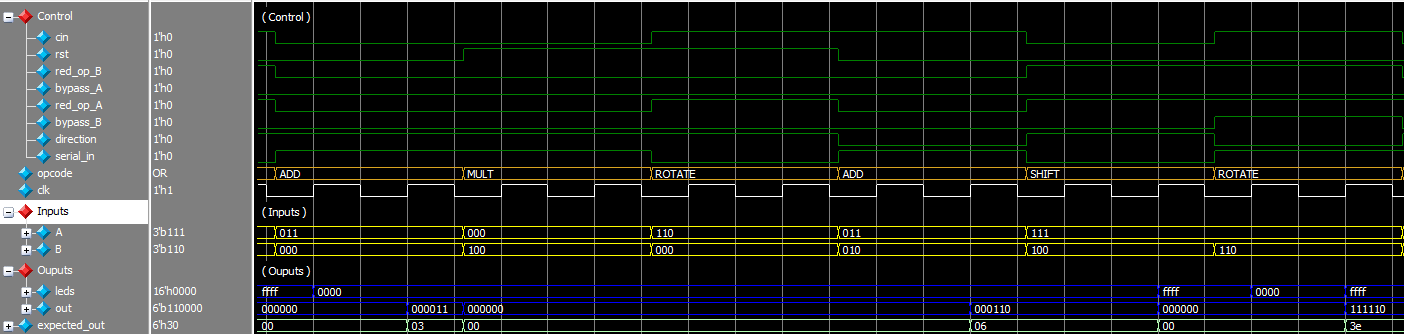 Control (Control)
cin 1'h0
rst 1'h0
red_op_B 1'h0
bypass_A 1'h0
red_op_A 1'h0
bypass_B 1'h0
direction 1'h0
serial_in 1'h0
opcode OR ADD MULT ROTATE ADD SHIFT ROTATE
clk 1'h1
Inputs (Inputs)
A 3'b111 011 000 110 011 111
B 3'b110 000 100 000 010 100 110
Ouputs (Ouputs)
leds 16'h0000 ffff 0000 ffff 0000 ffff
out 6'b110000 000000 000011 000000 000110 000000 111110
expected_out 6'h30 00 03 00 06 00 3e